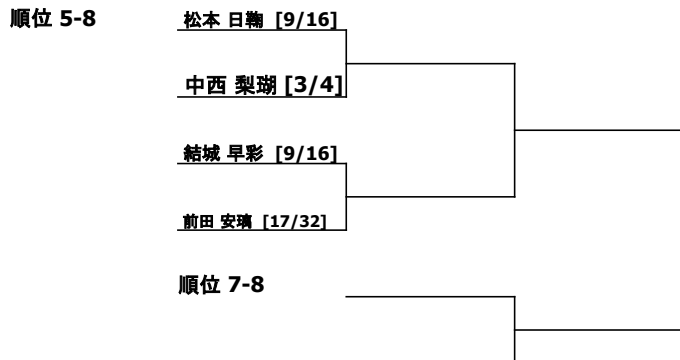 順位 5-8
松本 日鞠 [9/16]
中西 梨瑚 [3/4]
結城 早彩 [9/16]
前田 安璃 [17/32]
順位 7-8